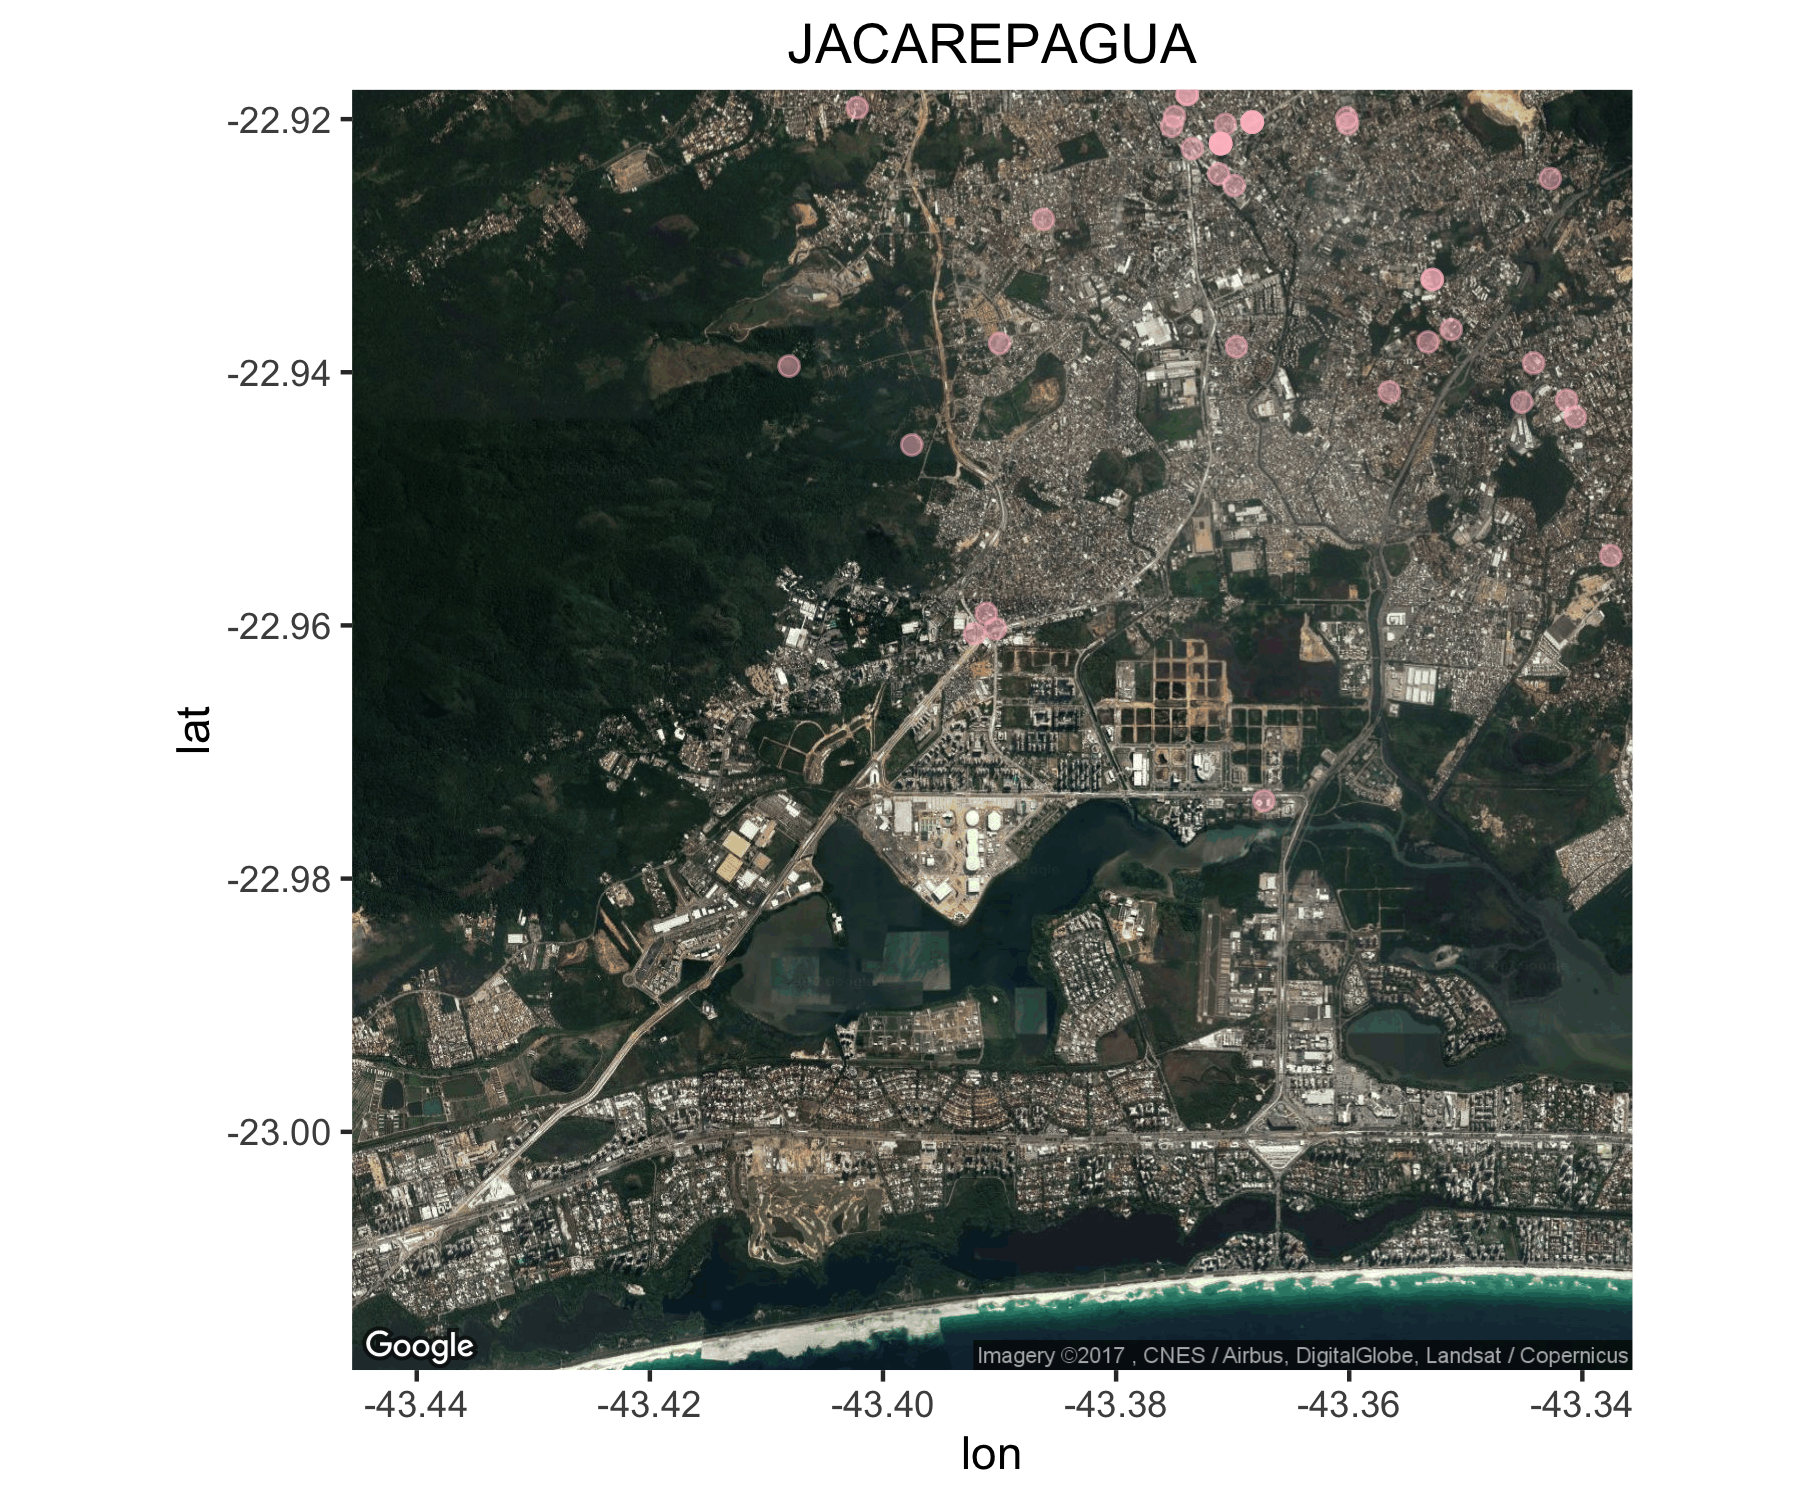 JACAREPAGUA
-22.92
-22.94
-22.96
-22.98
-23.00
lat
Google
Imagery ©2017 , CNES / Airbus, DigitalGlobe, Landsat / Copernicus
-43.44 -43.42 -43.40 -43.38 -43.36 -43.34
lon